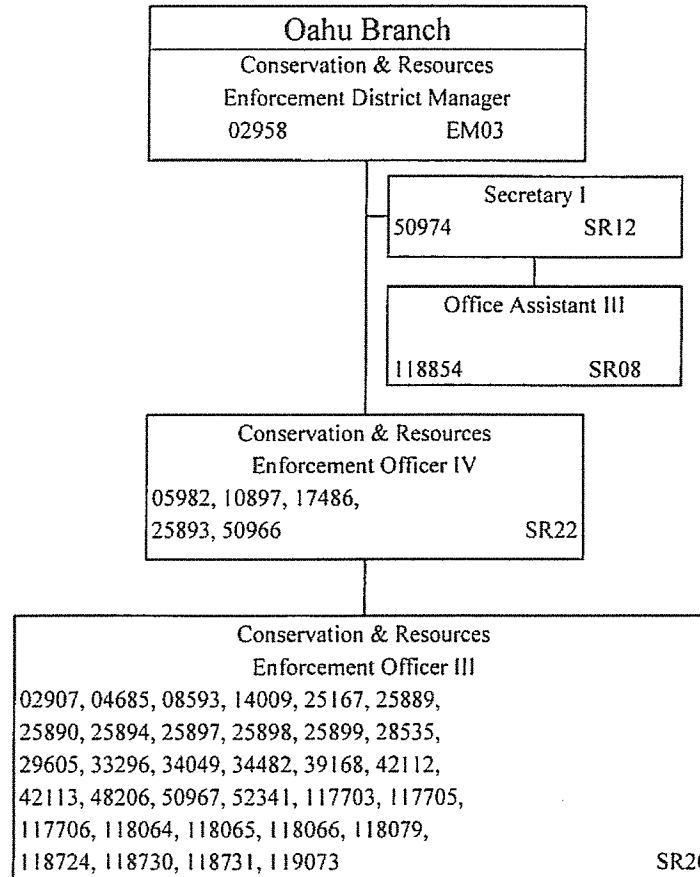 Oahu Branch
Conservation & Resources
Enforcement District Manager
02958 EM03
Secretary I
50974 SR12
Office Assistant III
118854 SR08
Conservation & Resources
Enforcement Officer IV
05982, 10897, 17486,
25893, 50966 SR22
Conservation & Resources
Enforcement Officer III
02907, 04685, 08593, 14009, 25167, 25889,
25890, 25894, 25897, 25898, 25899, 28535,
29605, 33296, 34049, 34482, 39168, 42112,
42113, 48206, 50967, 52341, 117703, 117705,
117706, 118064, 118065, 118066, 118079,
118724, 118730, 118731, 119073 SR20